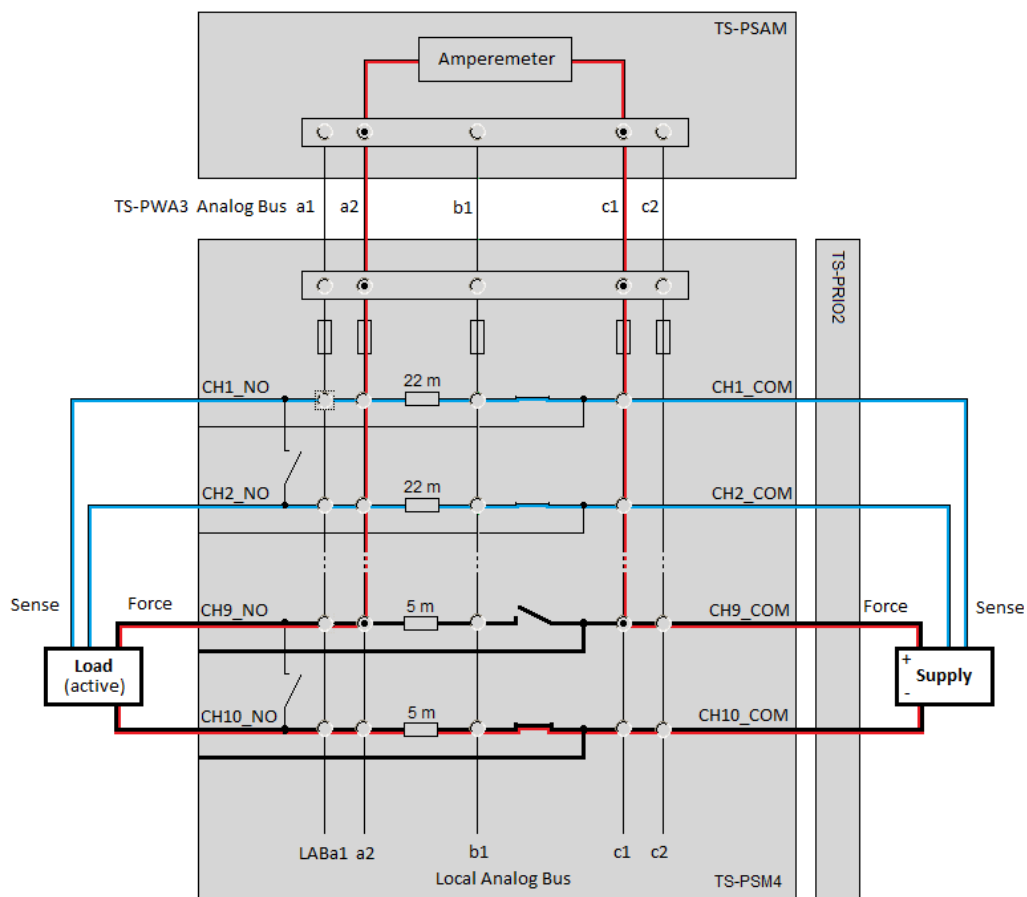 TS-PSAM
Amperemeter
TS-PWA3 Analog Bus a1 a2 b1 c1 c2
TS-PRIO2
CH1_NO 22 m CH1_COM
CH2_NO 22 m CH2_COM
Sense Force CH9_NO 5 m CH9_COM Force Sense
Load
(active)
+
Supply
-
CH10_NO 5 m CH10_COM
LABa1 a2 b1 c1 c2
Local Analog Bus
TS-PSM4